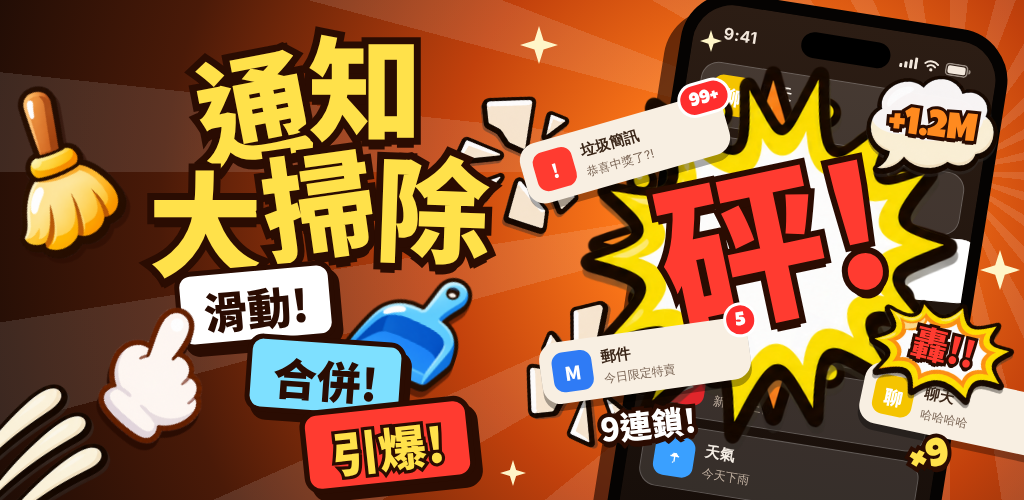 通知
大掃除
滑動!
合併!
引爆!
9:41
99+
垃圾簡訊
恭喜中獎了?!
!
+1.2M
砰!
5
M
郵件
今日限定特賣
轟!!
聊
聊天
哈哈哈哈
9連鎖!
+9
新
天氣
今天下雨